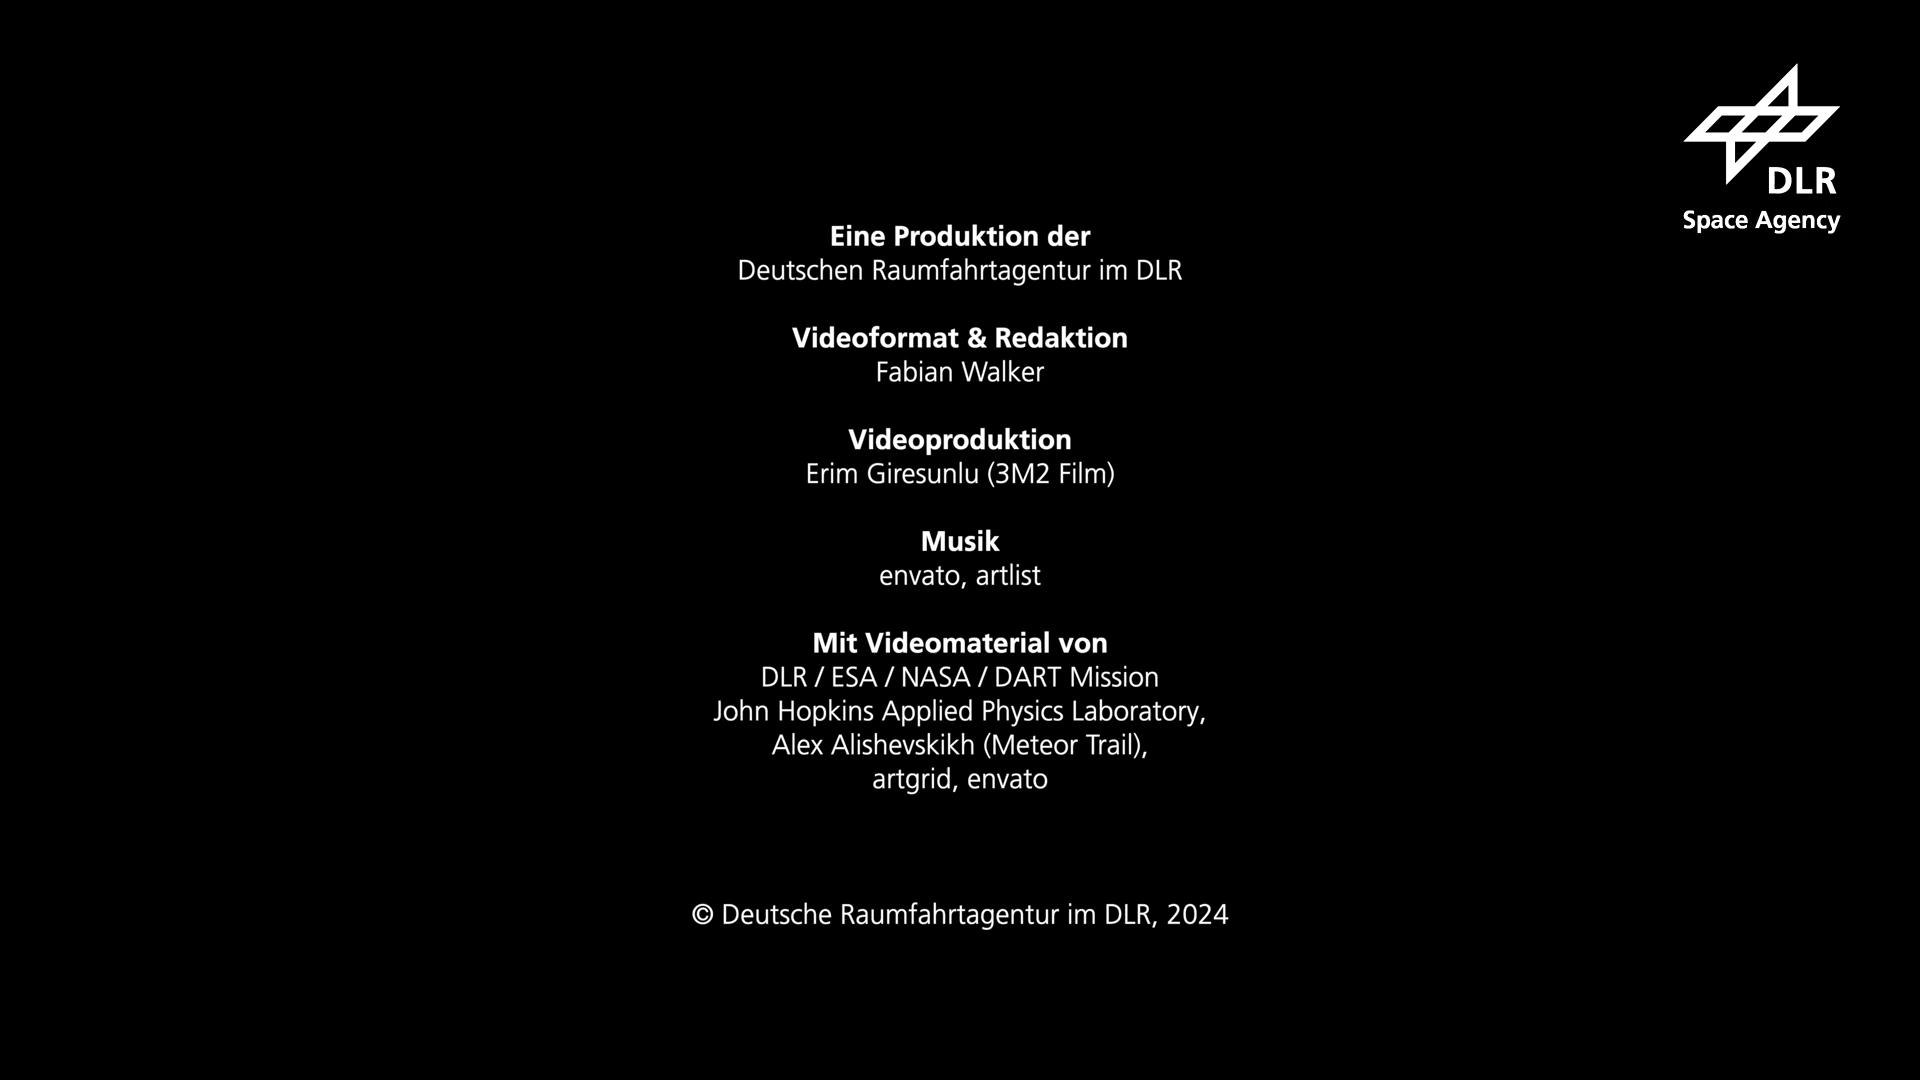 DLR
Space Agency
Eine Produktion der
Deutschen Raumfahrtagentur im DLR
Videoformat & Redaktion
Fabian Walker
Videoproduktion
Erim Giresunlu (3M2 Film)
Musik
envato, artlist
Mit Videomaterial von
DLR / ESA / NASA / DART Mission
John Hopkins Applied Physics Laboratory,
Alex Alishevskikh (Meteor Trail),
artgrid, envato
© Deutsche Raumfahrtagentur im DLR, 2024